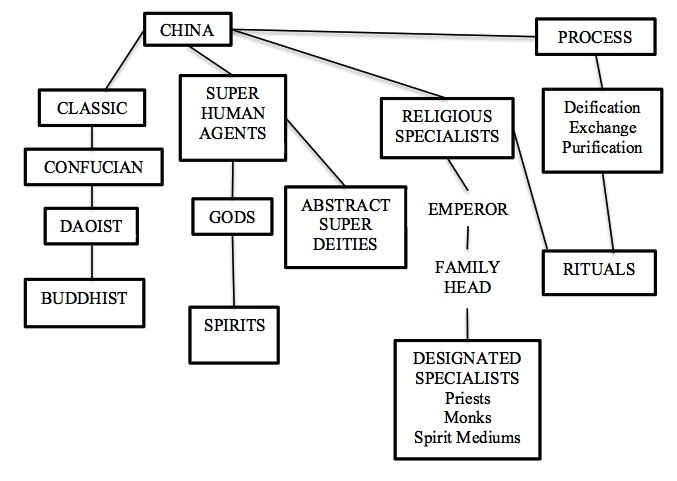 CHINA
PROCESS
CLASSIC
CONFUCIAN
DAOIST
BUDDHIST
SUPER
HUMAN
AGENTS
GODS
SPIRITS
ABSTRACT
SUPER
DEITIES
RELIGIOUS
SPECIALISTS
EMPEROR
FAMILY
HEAD
DESIGNATED
SPECIALISTS
Priests
Monks
Spirit Mediums
Deification
Exchange
Purification
RITUALS